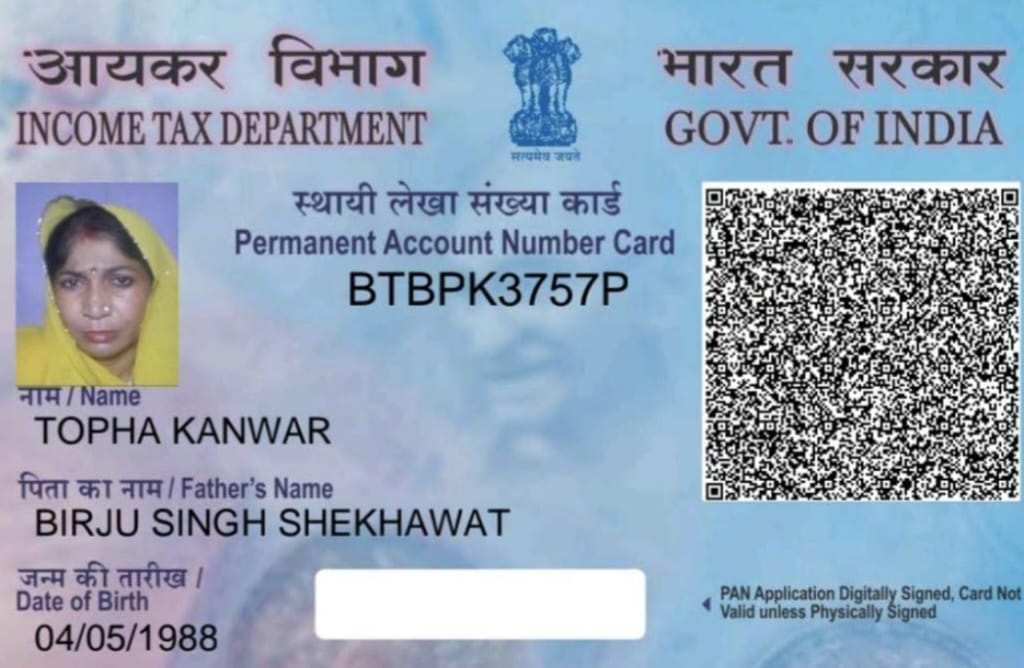 आयकर विभाग
INCOME TAX DEPARTMENT
सत्यमेव जयते
भारत सरकार
GOVT. OF INDIA
स्थायी लेखा संख्या कार्ड
Permanent Account Number Card
BTBPK3757P
नाम / Name
TOPHA KANWAR
पिता का नाम / Father's Name
BIRJU SINGH SHEKHAWAT
जन्म की तारीख /
Date of Birth
04/05/1988
PAN Application Digitally Signed, Card Not
Valid unless Physically Signed